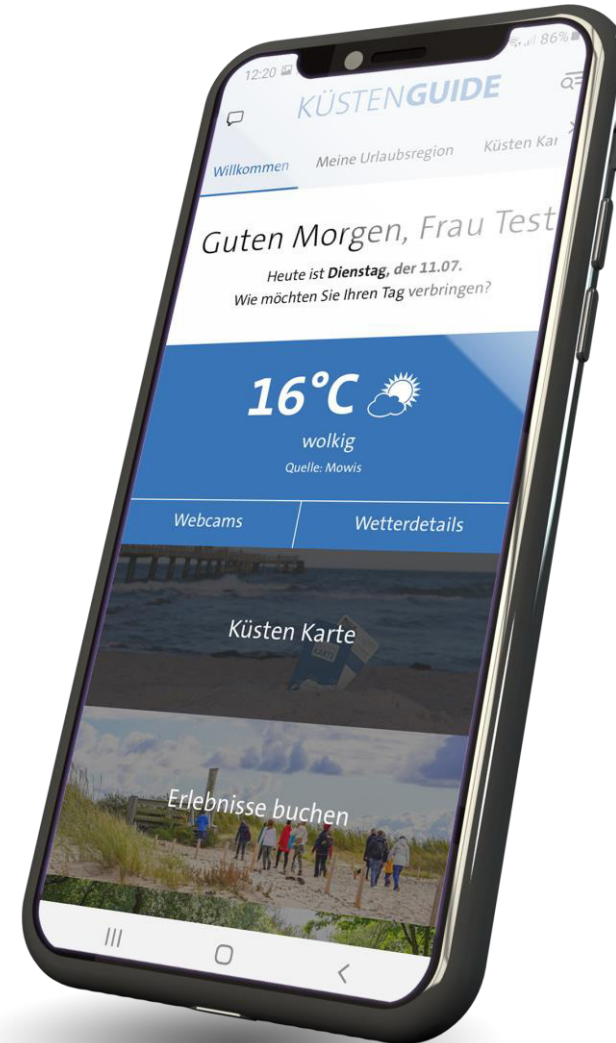 12:20
86%
KÜSTENGUIDE
Willkommen Meine Urlaubsregion Küsten Kar
Guten Morgen, Frau Test
Heute ist Dienstag, der 11.07.
Wie möchten Sie Ihren Tag verbringen?
16°C
wolkig
Quelle: Mowis
Webcams Wetterdetails
Küsten Karte
KARTE
Erlebnisse buchen